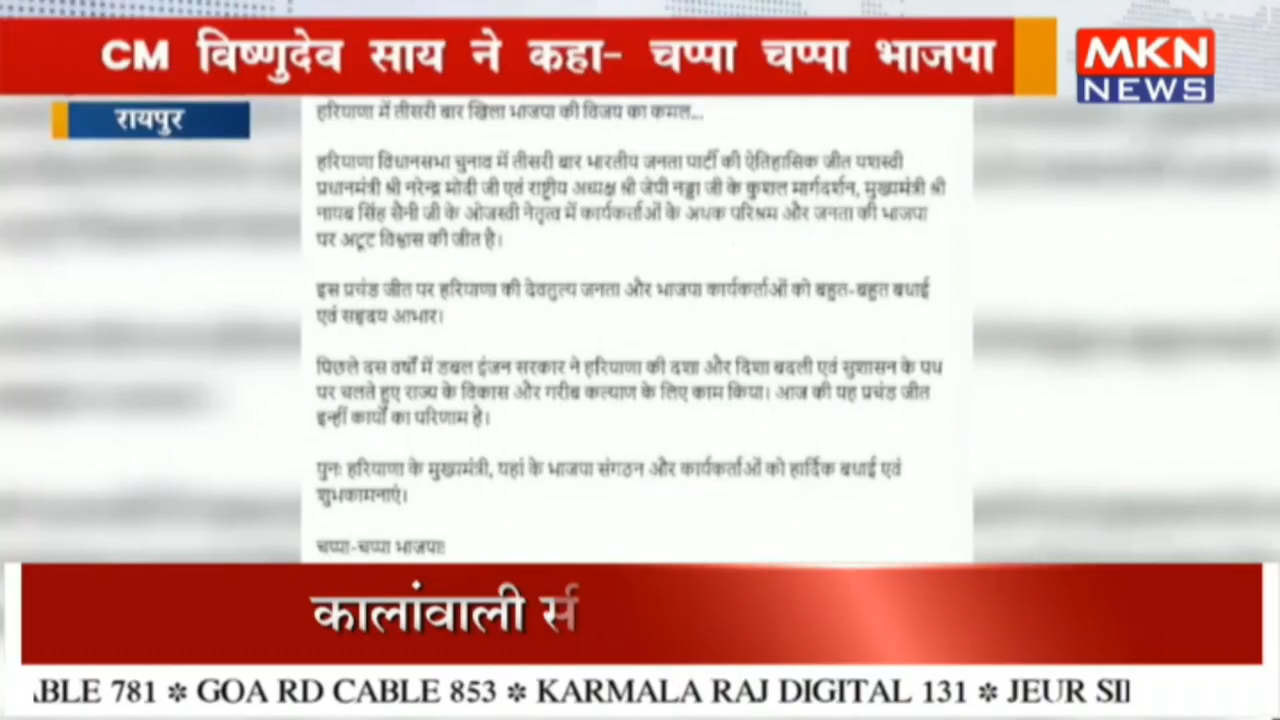 CM विष्णुदेव साय ने कहा- चप्पा चप्पा भाजपा
MKN
NEWS
रायपुर
हरियाणा में तीसरी बार खिला भाजपा की विजय का कमल...
हरियाणा विधानसभा चुनाव में तीसरी बार भारतीय जनता पार्टी की ऐतिहासिक जीत यशस्वी
प्रधानमंत्री श्री नरेन्द्र मोदी जी एवं राष्ट्रीय अध्यक्ष श्री जेपी नड्डा जी के कुशल मार्गदर्शन, मुख्यमंत्री श्री
नायब सिंह सैनी जी के ओजस्वी नेतृत्व में कार्यकर्ताओं के अथक परिश्रम और जनता की भाजपा
पर अटूट विश्वास की जीत है।
इस प्रचंड जीत पर हरियाणा की देवतुल्य जनता और भाजपा कार्यकर्ताओं को बहुत-बहुत बधाई
एवं सहृदय आभार।
पिछले दस वर्षों में डबल इंजन सरकार ने हरियाणा की दशा और दिशा बदली एवं सुशासन के पथ
पर चलते हुए राज्य के विकास और गरीब कल्याण के लिए काम किया। आज की यह प्रचंड जीत
इन्हीं कार्यों का परिणाम है।
पुनः हरियाणा के मुख्यमंत्री, यहां के भाजपा संगठन और कार्यकर्ताओं को हार्दिक बधाई एवं
शुभकामनाएं।
चप्पा-चप्पा भाजपा!
कालांवाली
ABLE 781 ✽ GOA RD CABLE 853 ✽ KARMALA RAJ DIGITAL 131 ✽ JEUR